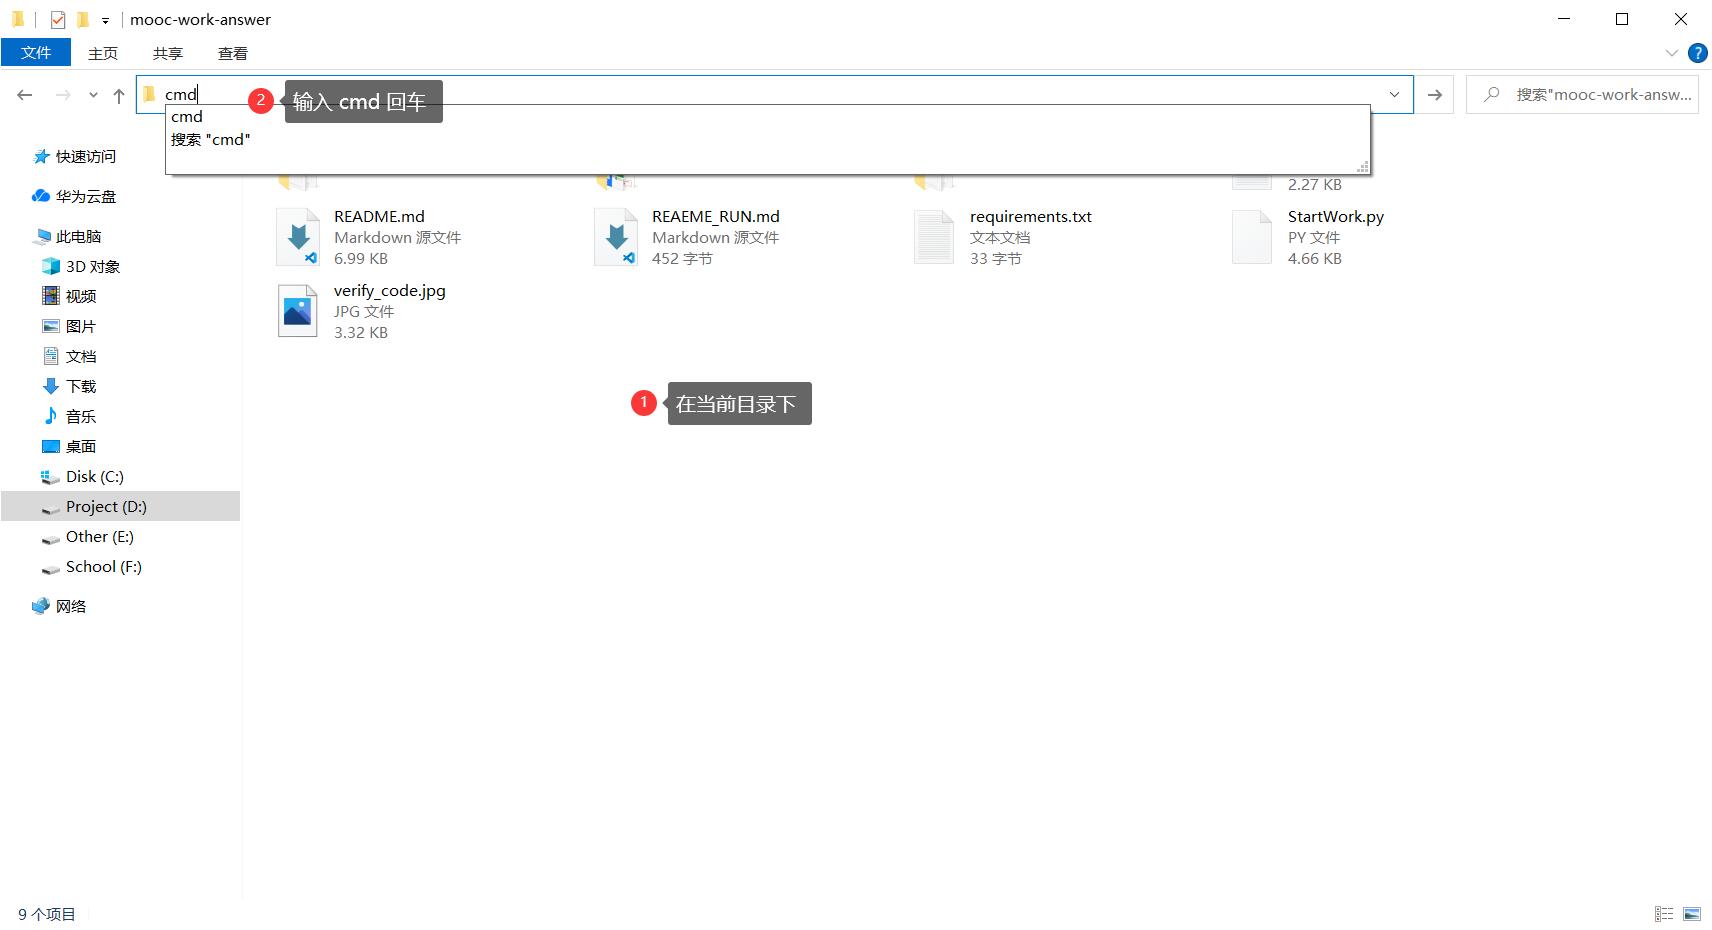 mooc-work-answer
文件 主页 共享 查看
cmd
2 输入 cmd 回车
搜索"mooc-work-answ...
cmd
搜索 "cmd"
快速访问
华为云盘
此电脑
3D 对象
视频
图片
文档
下载
音乐
桌面
Disk (C:)
Project (D:)
Other (E:)
School (F:)
网络
2.27 KB
README.md
Markdown 源文件
6.99 KB
REAEME_RUN.md
Markdown 源文件
452 字节
requirements.txt
文本文档
33 字节
StartWork.py
PY 文件
4.66 KB
verify_code.jpg
JPG 文件
3.32 KB
1 在当前目录下
9 个项目